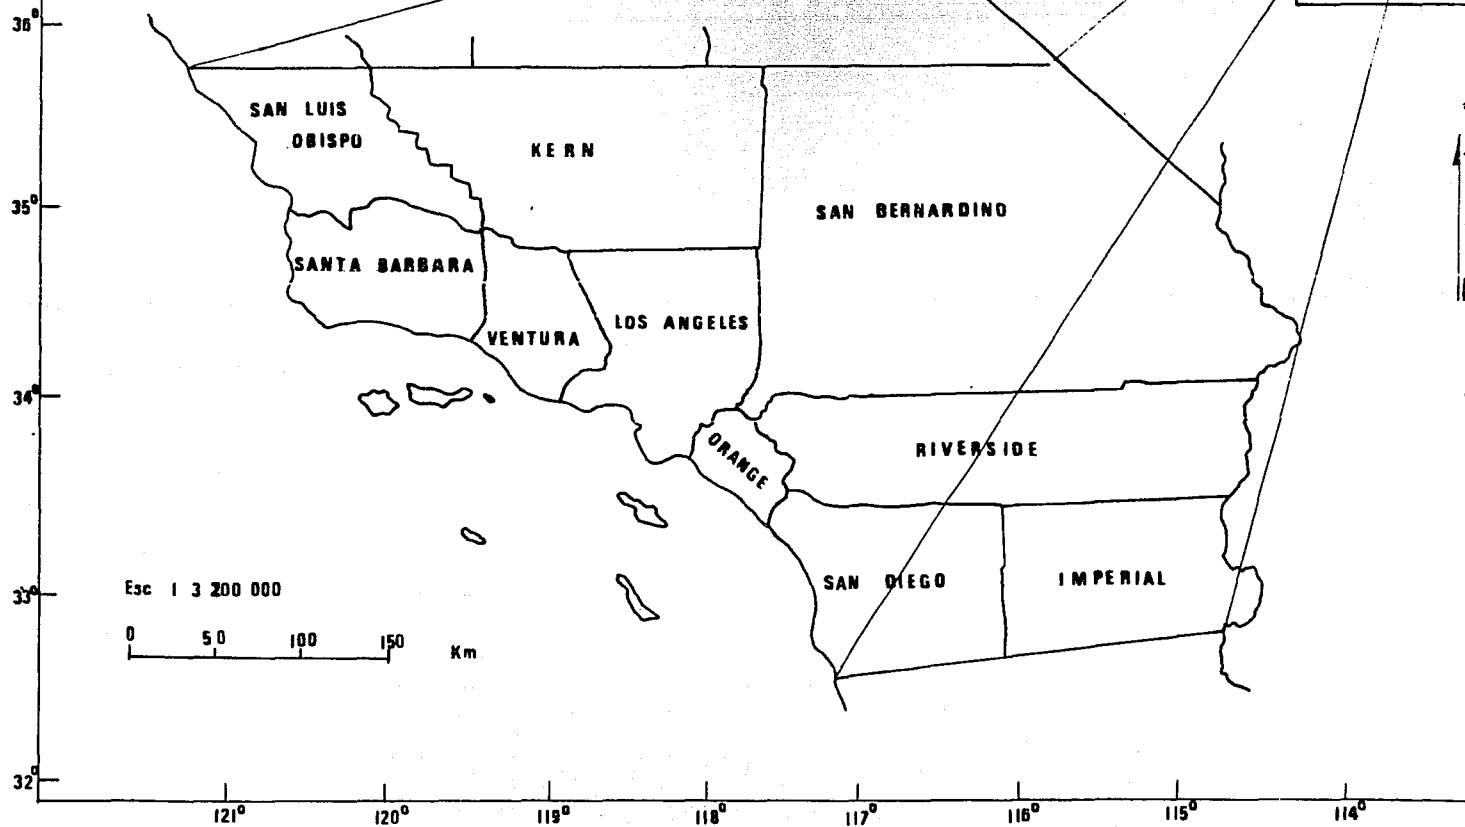 36°
SAN LUIS
OBISPO
KERN
35°
SAN BERNARDINO
SANTA BARBARA
VENTURA
LOS ANGELES
34°
ORANGE
RIVERSIDE
33°
Esc 1 3 200 000
SAN DIEGO
IMPERIAL
0 50 100 150
Km
32°
121° 120° 119° 118° 117° 116° 115° 114°